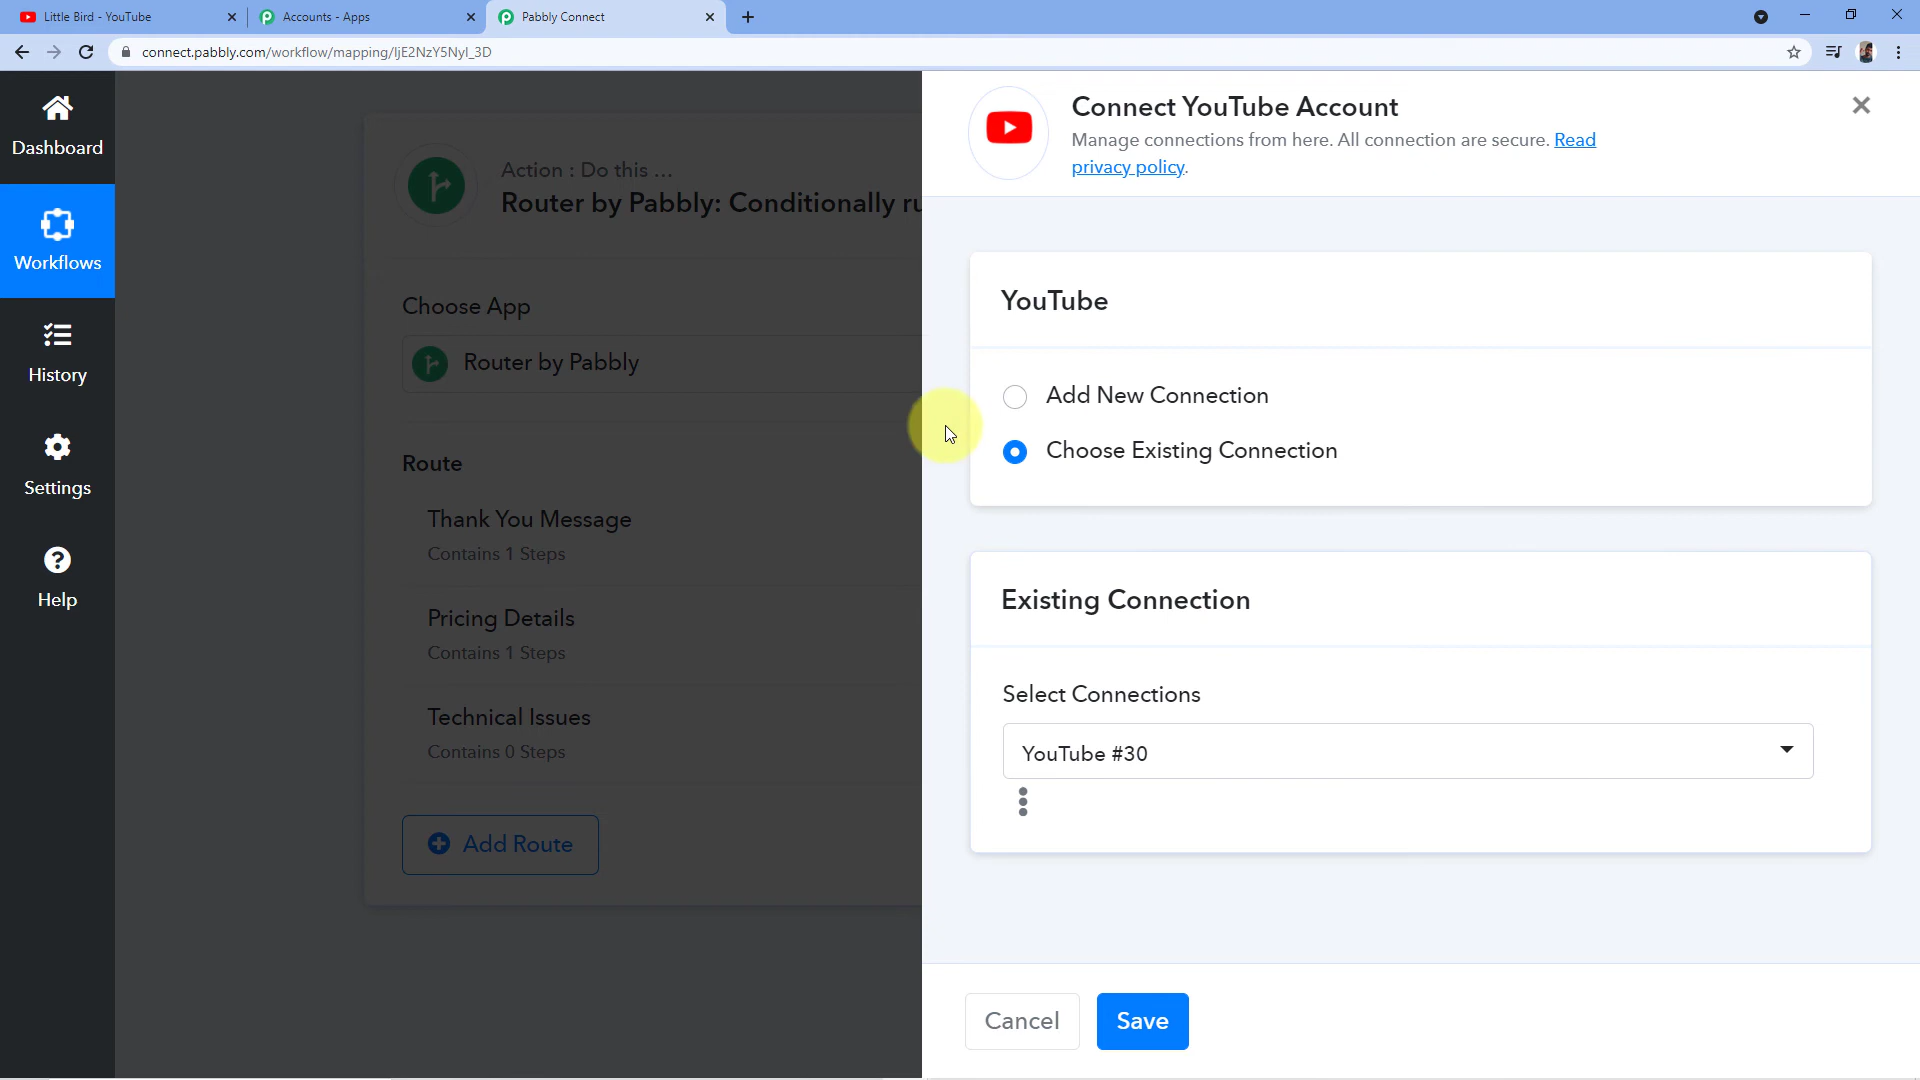 Little Bird - YouTube
Accounts - Apps
Pabbly Connect
connect.pabbly.com/workflow/mapping/IjE2NzY5NyI_3D
Dashboard
Workflows
History
Settings
Help
Action : Do this ...
Router by Pabbly: Conditionally ru
Choose App
Router by Pabbly
Route
Thank You Message
Contains 1 Steps
Pricing Details
Contains 1 Steps
Technical Issues
Contains 0 Steps
Add Route
Connect YouTube Account
Manage connections from here. All connection are secure. Read
privacy policy.
YouTube
Add New Connection
Choose Existing Connection
Existing Connection
Select Connections
YouTube #30
Cancel
Save